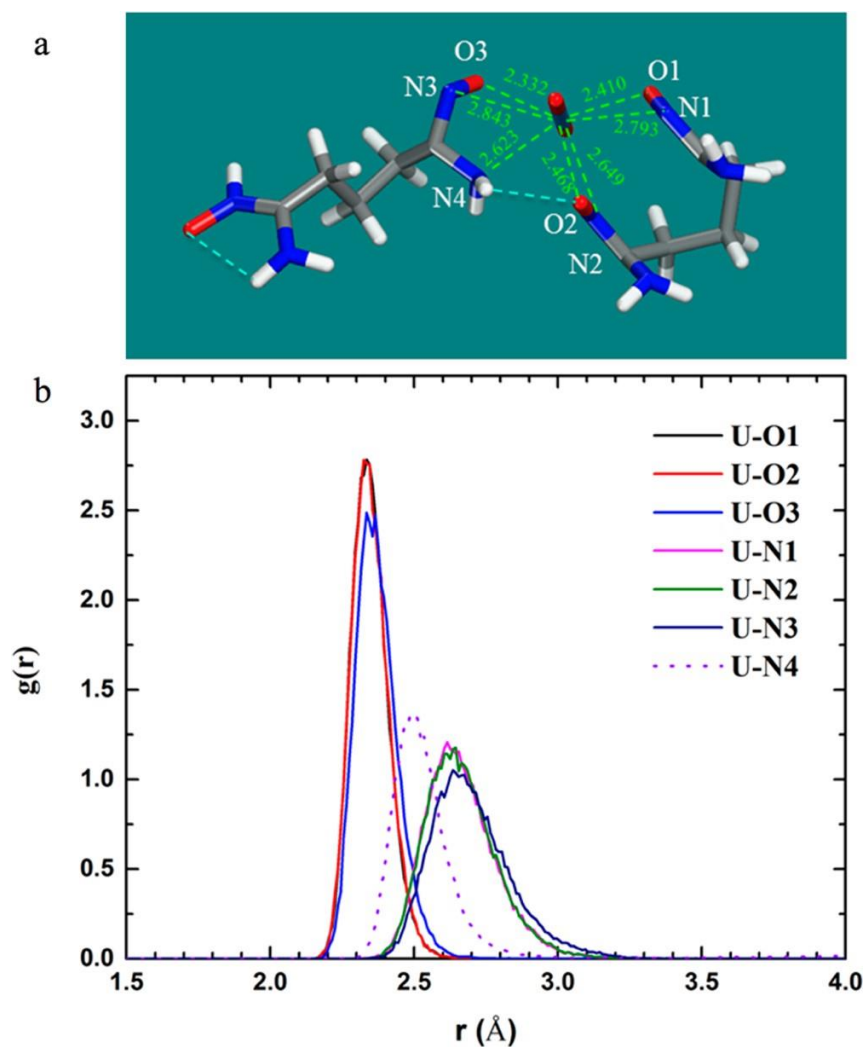 a
O3
N3
2.332
2.843
2.623
2.410
2.793
O1
N1
2.468
2.649
N4
O2
N2
b
3.0
2.5
2.0
1.5
1.0
0.5
0.0
g(r)
U-O1
U-O2
U-O3
U-N1
U-N2
U-N3
U-N4
1.5 2.0 2.5 3.0 3.5 4.0
r (Å)